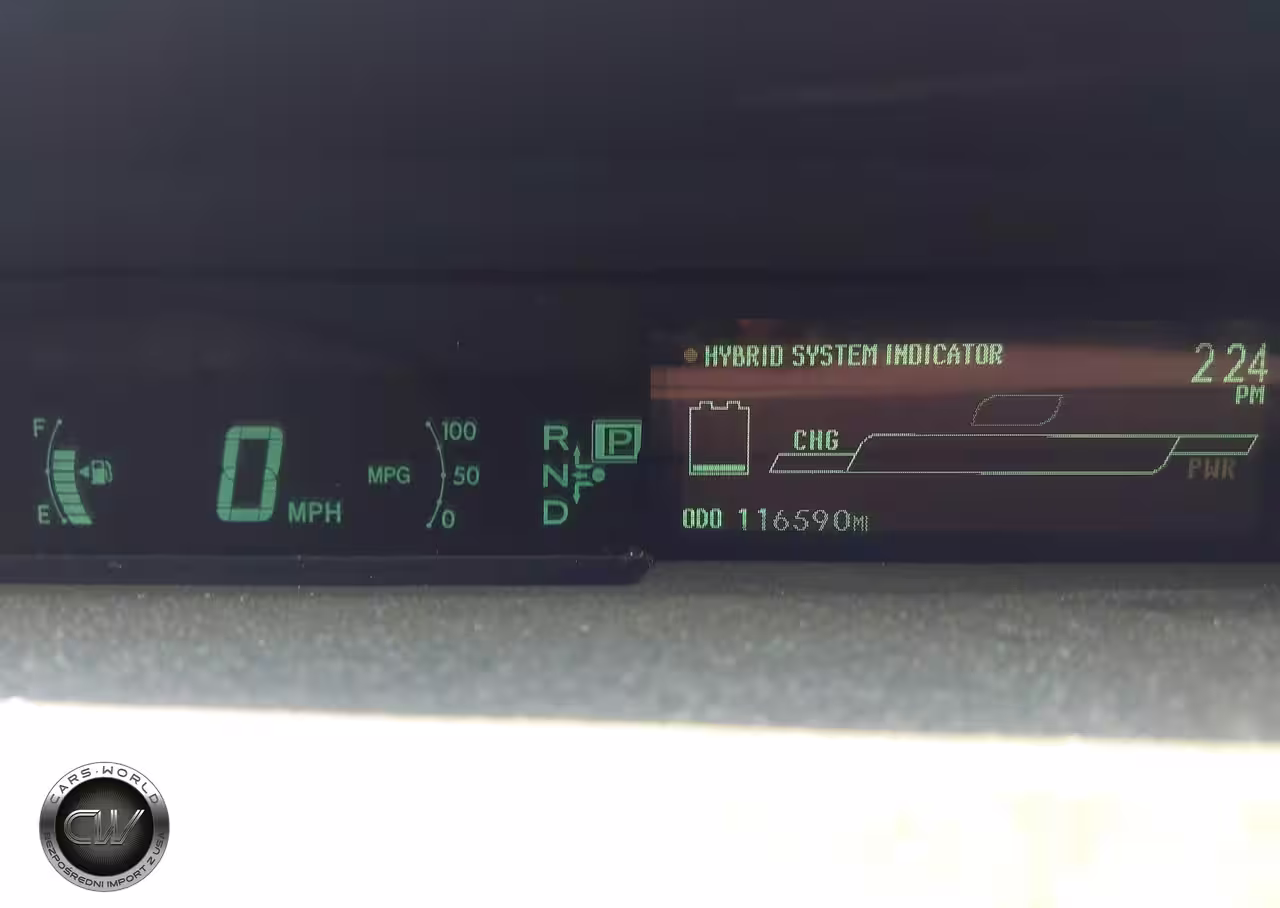 HYBRID SYSTEM INDICATOR
2 24
PM
F
E
0 MPH
MPG
100
50
0
R
N
D
P
CHG
PWR
ODO 116590MI
CARS·WORLD
CW
BEZPOŚREDNI IMPORT Z USA